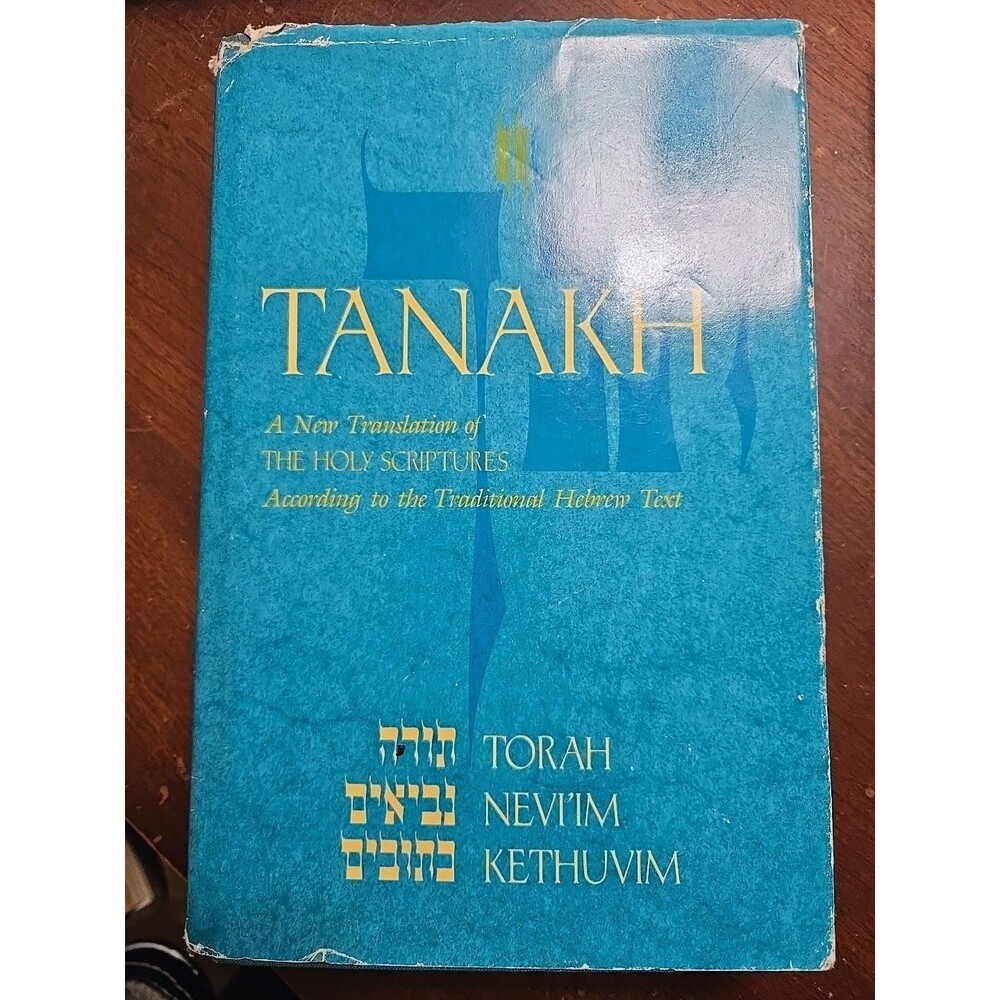 TANAKH
A New Translation of
THE HOLY SCRIPTURES
According to the Traditional Hebrew Text
תורה TORAH
נביאים NEVI'IM
כתובים KETHUVIM